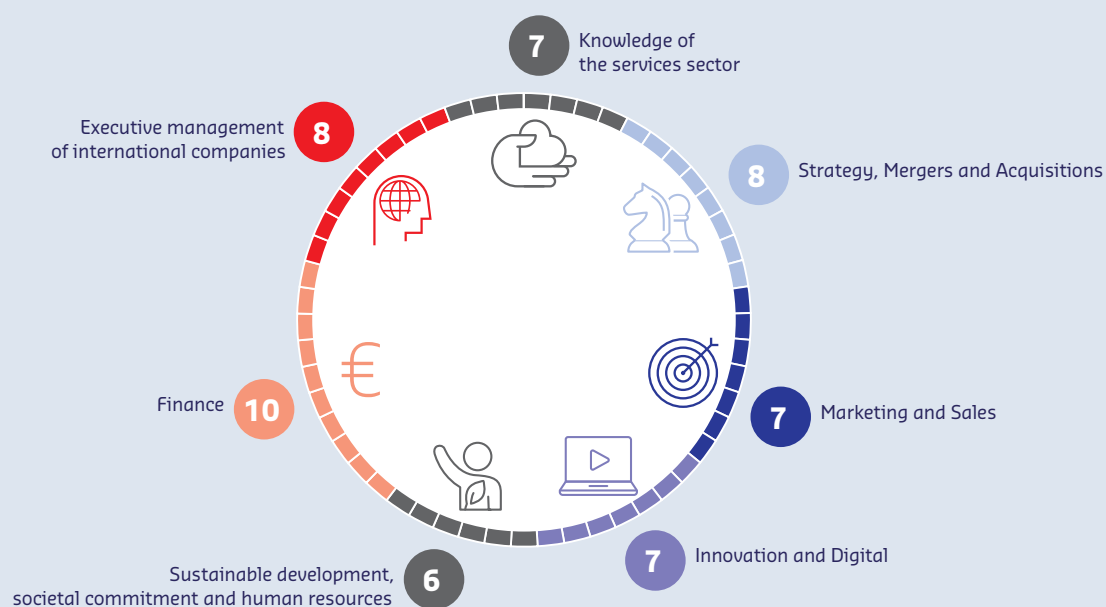 7
Knowledge of
the services sector
8
Executive management
of international companies
8
Strategy, Mergers and Acquisitions
€
10
Finance
7
Marketing and Sales
7
Innovation and Digital
6
Sustainable development,
societal commitment and human resources